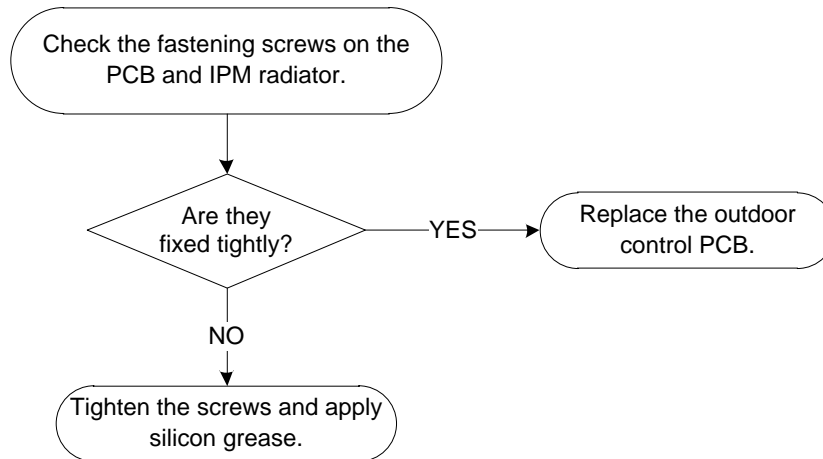 Check the fastening screws on the
PCB and IPM radiator.
Are they
fixed tightly?
YES
Replace the outdoor
control PCB.
NO
Tighten the screws and apply
silicon grease.